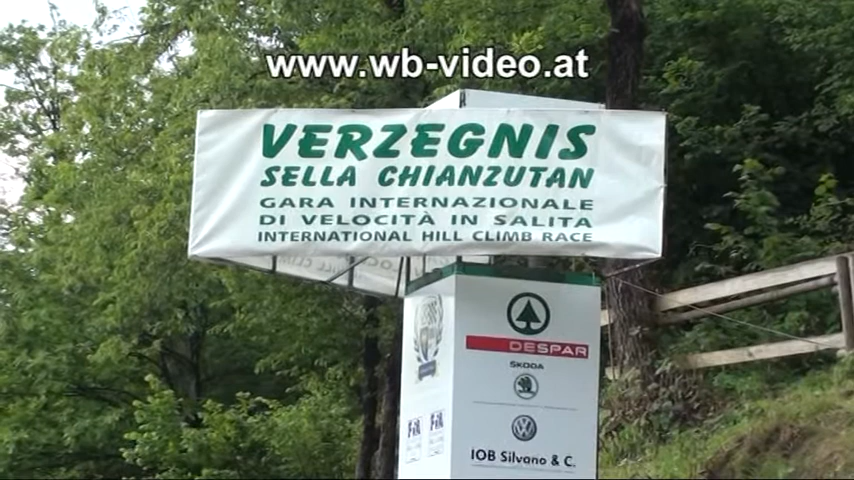 www.wb-video.at
VERZEGNIS
SELLA CHIANZUTAN
GARA INTERNAZIONALE
DI VELOCITÀ IN SALITA
INTERNATIONAL HILL CLIMB RACE
DESPAR
SKODA
IOB Silvano & C.